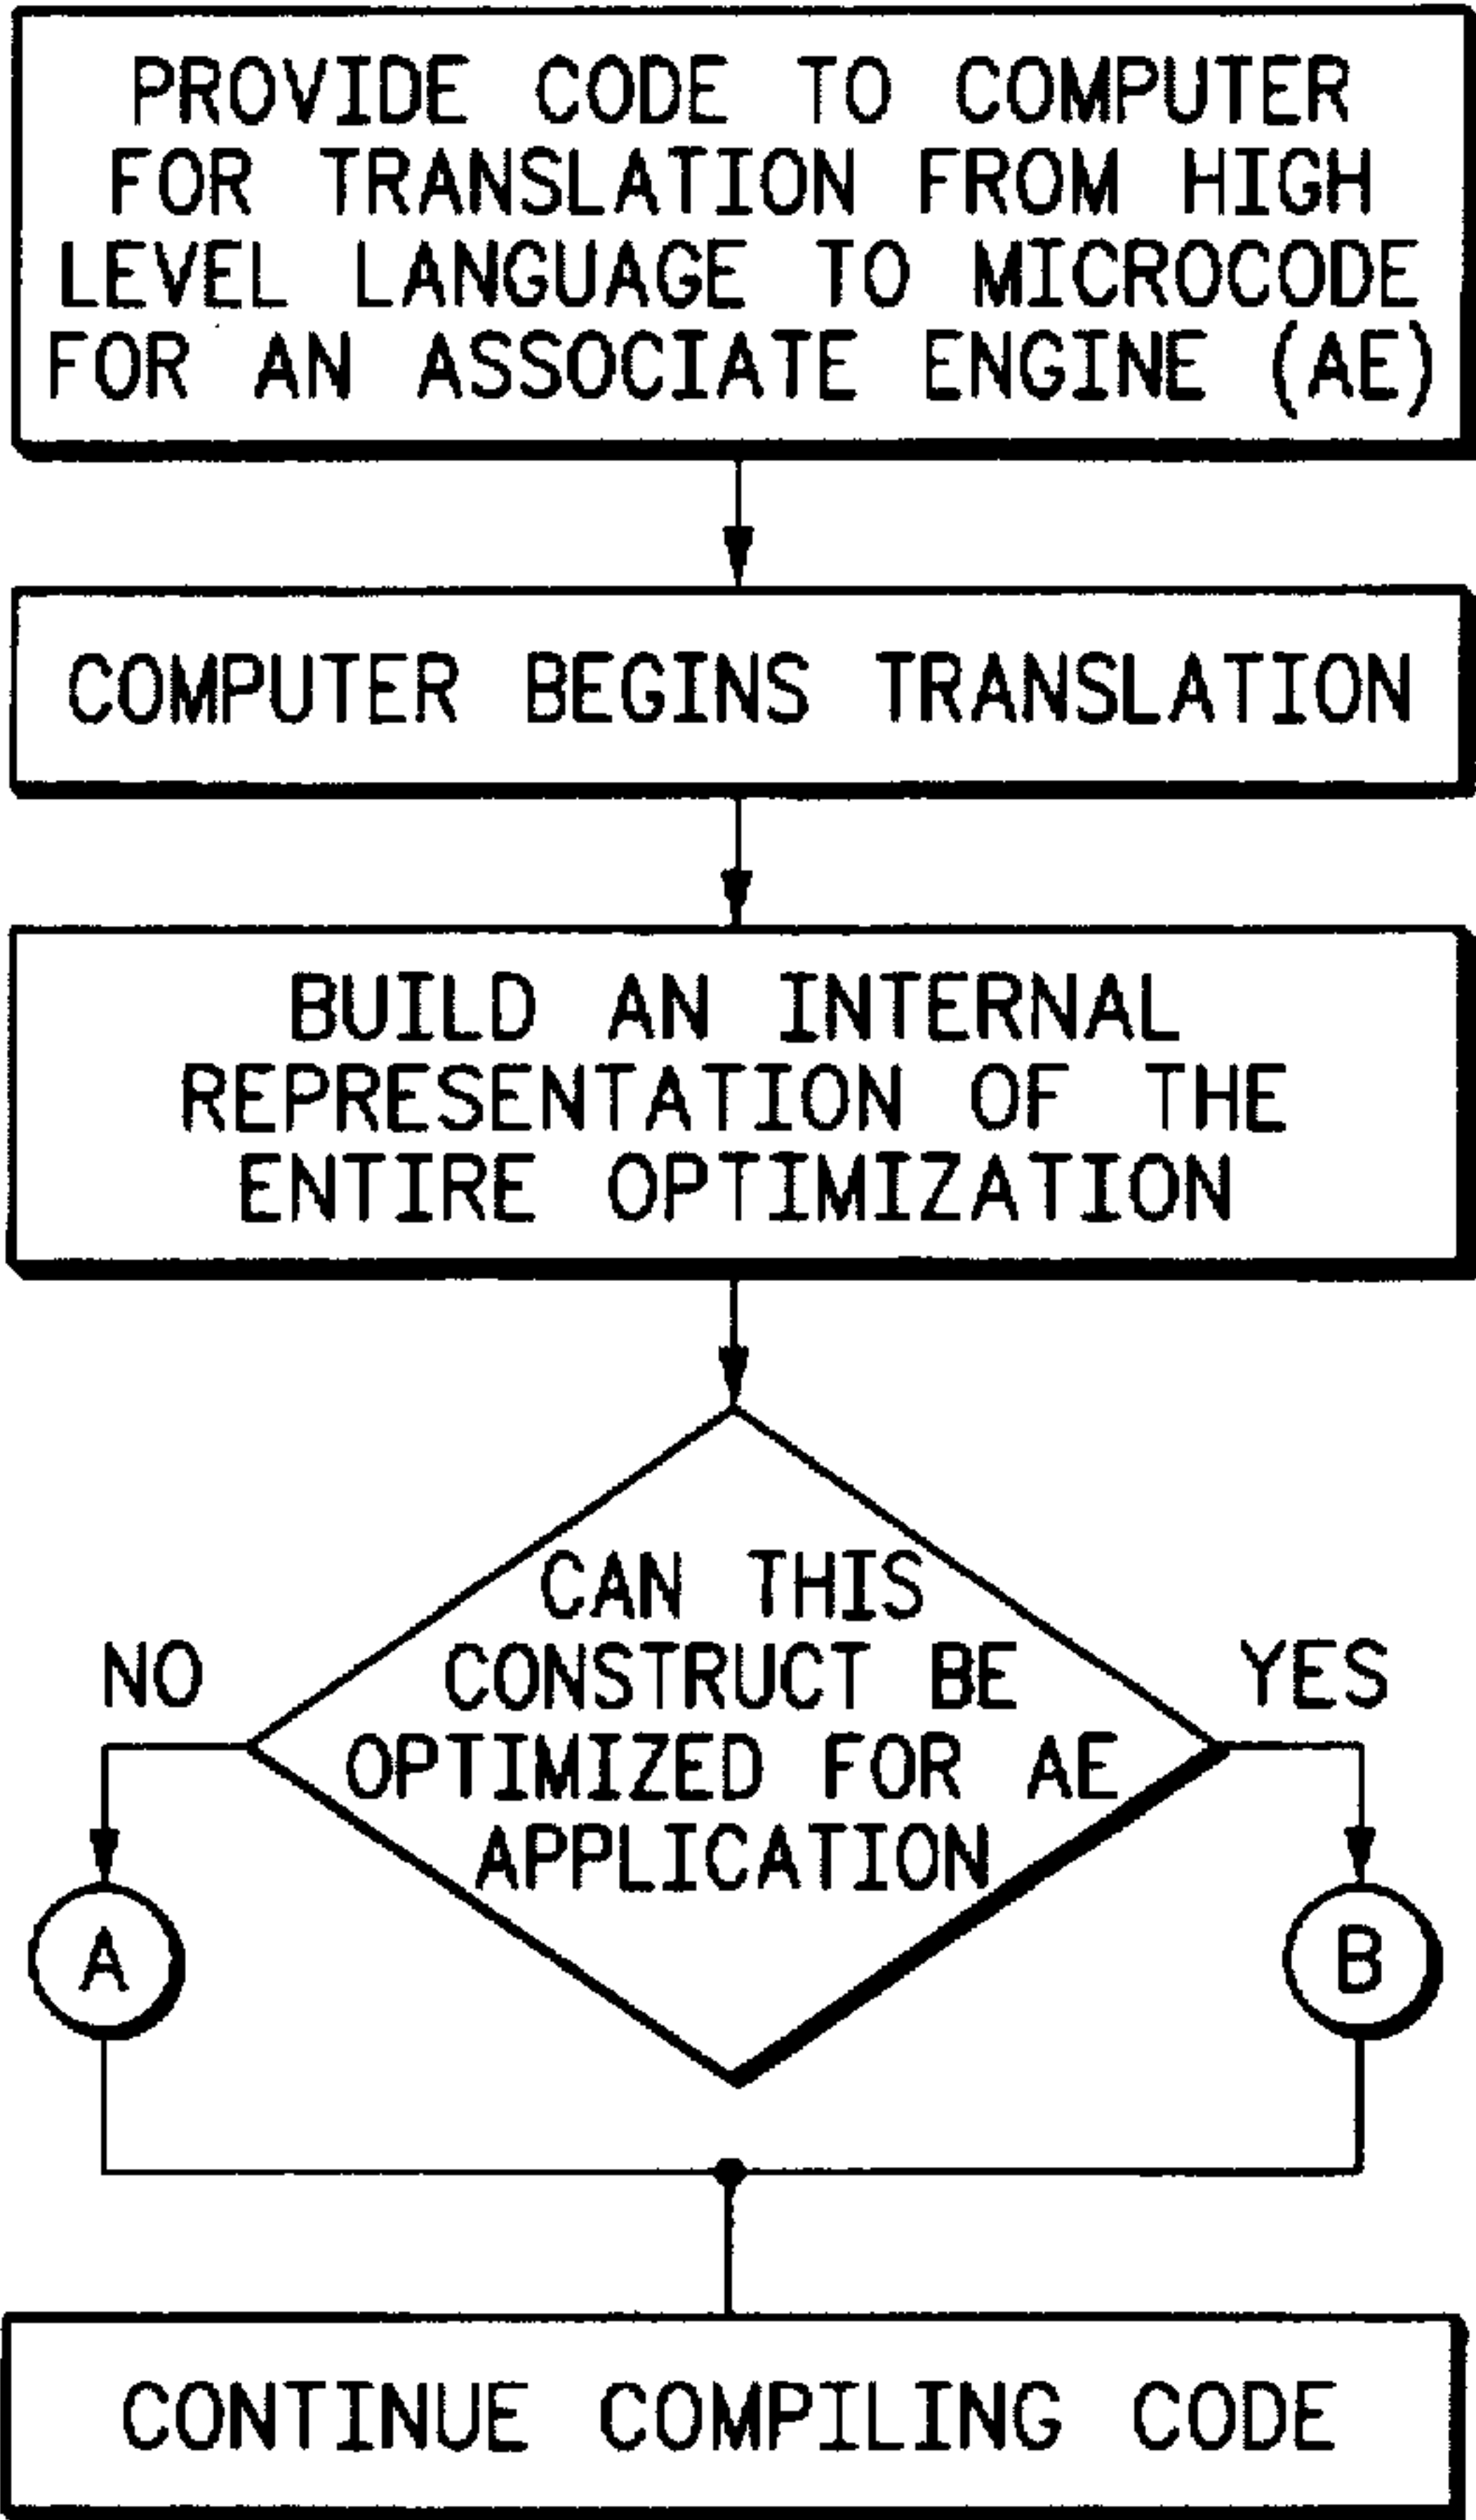 PROVIDE CODE TO COMPUTER
FOR TRANSLATION FROM HIGH
LEVEL LANGUAGE TO MICROCODE
FOR AN ASSOCIATE ENGINE (AE)
COMPUTER BEGINS TRANSLATION
BUILD AN INTERNAL
REPRESENTATION OF THE
ENTIRE OPTIMIZATION
CAN THIS
CONSTRUCT BE
OPTIMIZED FOR AE
APPLICATION
NO
YES
A
B
CONTINUE COMPILING CODE